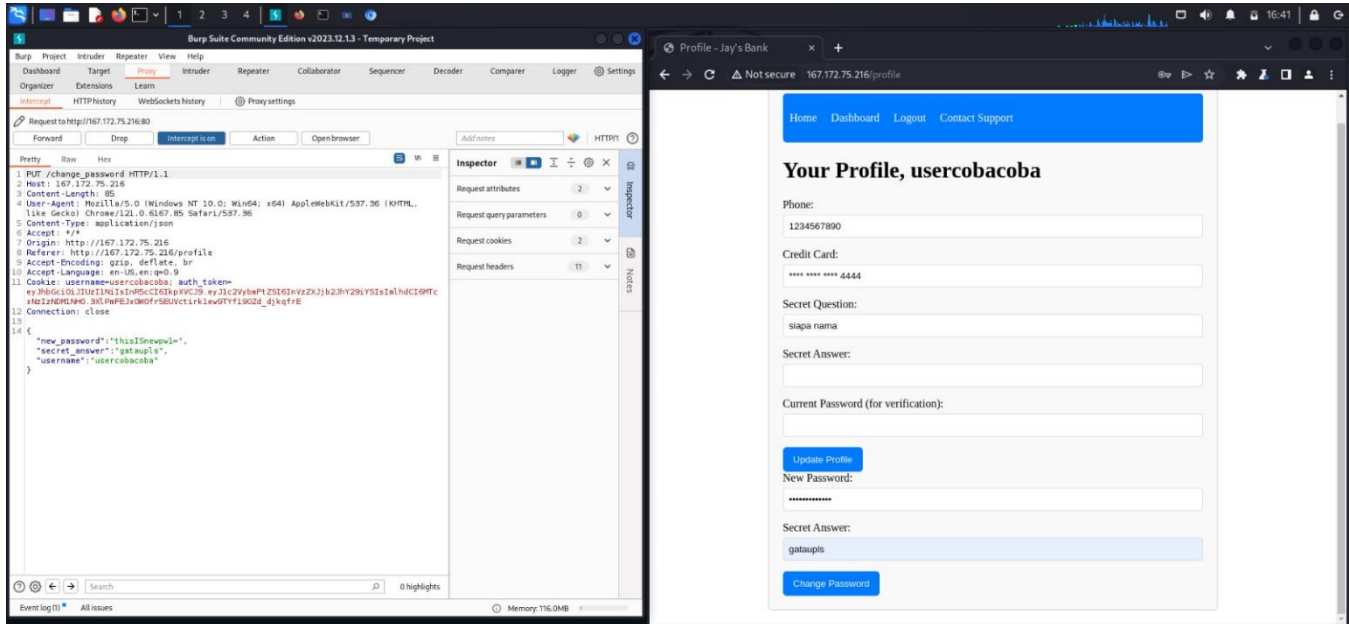 1 2 3 4
16:41
Burp Suite Community Edition v2023.12.1.3 - Temporary Project
Burp Project Intruder Repeater View Help
Dashboard Target Proxy Intruder Repeater Collaborator Sequencer Decoder Comparer Logger Settings
Organizer Extensions Learn
Intercept HTTP history WebSockets history Proxy settings
Request to http://167.172.75.216:80
Forward Drop Intercept is on Action Open browser Add notes HTTP/1
Pretty Raw Hex
1 PUT /change_password HTTP/1.1
2 Host: 167.172.75.216
3 Content-Length: 85
4 User-Agent: Mozilla/5.0 (Windows NT 10.0; Win64; x64) AppleWebKit/537.36 (KHTML,
like Gecko) Chrome/121.0.6167.85 Safari/537.36
5 Content-Type: application/json
6 Accept: */*
7 Origin: http://167.172.75.216
8 Referer: http://167.172.75.216/profile
9 Accept-Encoding: gzip, deflate, br
10 Accept-Language: en-US,en;q=0.9
11 Cookie: username=usercobacoba; auth_token=
12 Connection: close
13
14 {
"new_password":"thisISnewpw1=",
"secret_answer":"gataupls",
"username":"usercobacoba"
}
Inspector
Request attributes 2
Request query parameters 0
Request cookies 2
Request headers 11
Inspector
Notes
Search
0 highlights
Event log (1) All issues
Memory: 116.0MB
Profile - Jay's Bank
Not secure 167.172.75.216/profile
Home Dashboard Logout Contact Support
Your Profile, usercobacoba
Phone:
1234567890
Credit Card:
**** **** **** 4444
Secret Question:
siapa nama
Secret Answer:
Current Password (for verification):
Update Profile
New Password:
•••••••••••••
Secret Answer:
gataupls
Change Password